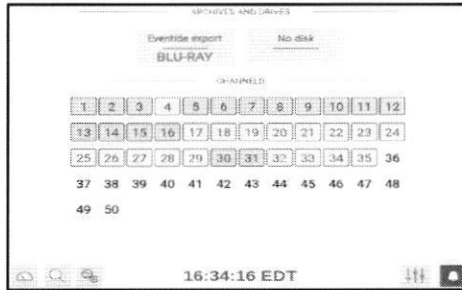 ARCHIVES AND DRIVES
Eventide export No disk
BLU-RAY
CHANNELS
1 2 3 4 5 6 7 8 9 10 11 12
13 14 15 16 17 18 19 20 21 22 23 24
25 26 27 28 29 30 31 32 33 34 35 36
37 38 39 40 41 42 43 44 45 46 47 48
49 50
16:34:16 EDT